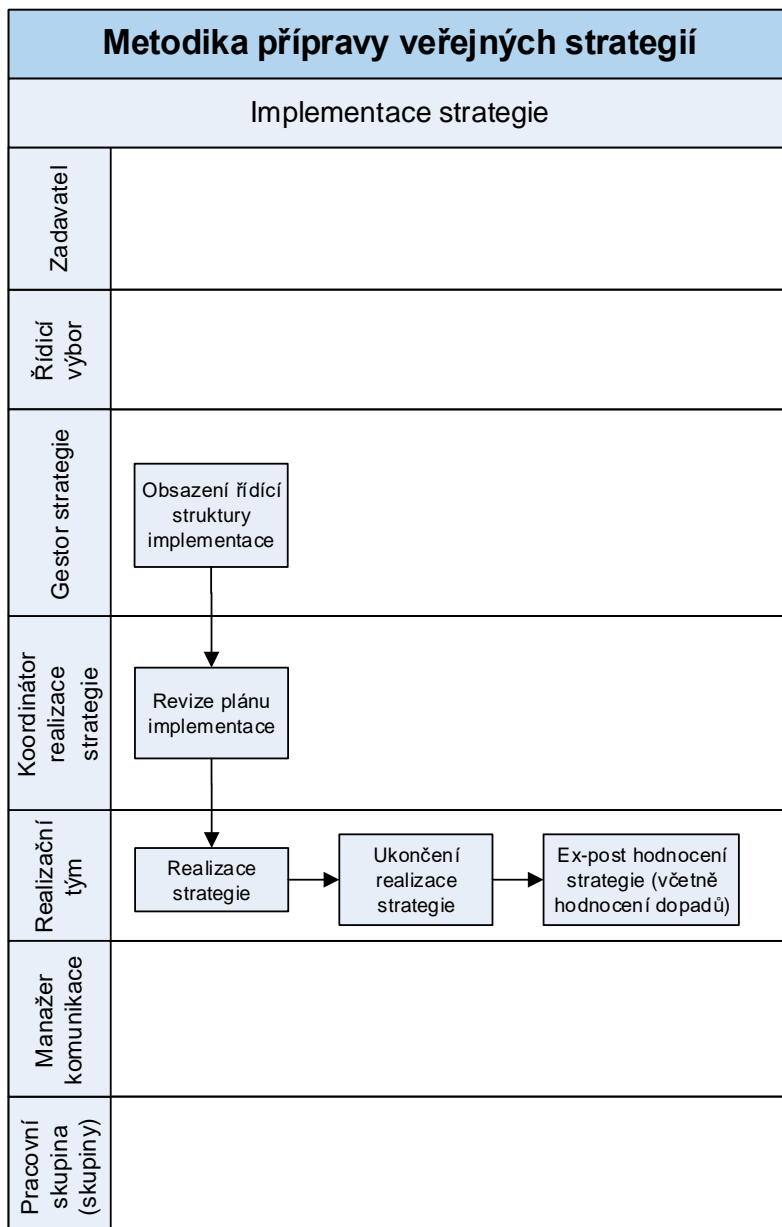 Metodika přípravy veřejných strategií
Implementace strategie
Zadavatel
Řídicí
výbor
Gestor strategie
Obsazení řídící
struktury
implementace
Koordinátor
realizace
strategie
Revize plánu
implementace
Realizační
tým
Realizace
strategie
Ukončení
realizace
strategie
Ex-post hodnocení
strategie (včetně
hodnocení dopadů)
Manažer
komunikace
Pracovní
skupina
(skupiny)